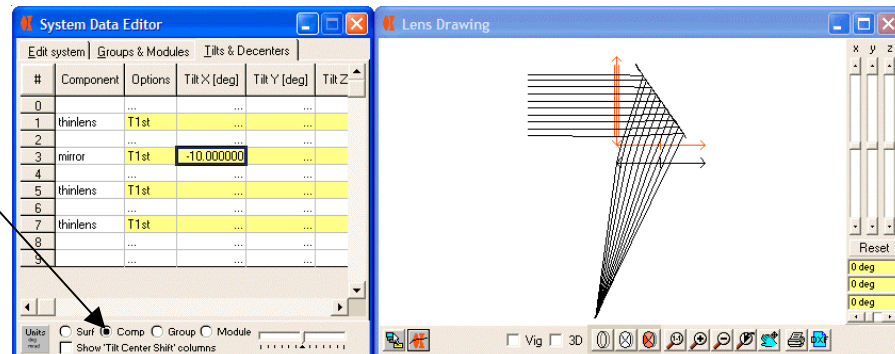 System Data Editor
Edit system Groups & Modules Tilts & Decenters
# Component Options Tilt X [deg] Tilt Y [deg] Tilt Z
0 ... ... ...
1 thinlens T1st ... ...
2 ... ... ...
3 mirror T1st -10.000000 ...
4 ... ... ...
5 thinlens T1st ... ...
6 ... ... ...
7 thinlens T1st ... ...
8 ... ... ...
9 ... ... ...
Units deg Surf Comp Group Module
Show 'Tilt Center Shift' columns
Lens Drawing
x y z
Reset
0 deg
0 deg
0 deg
Vig 3D